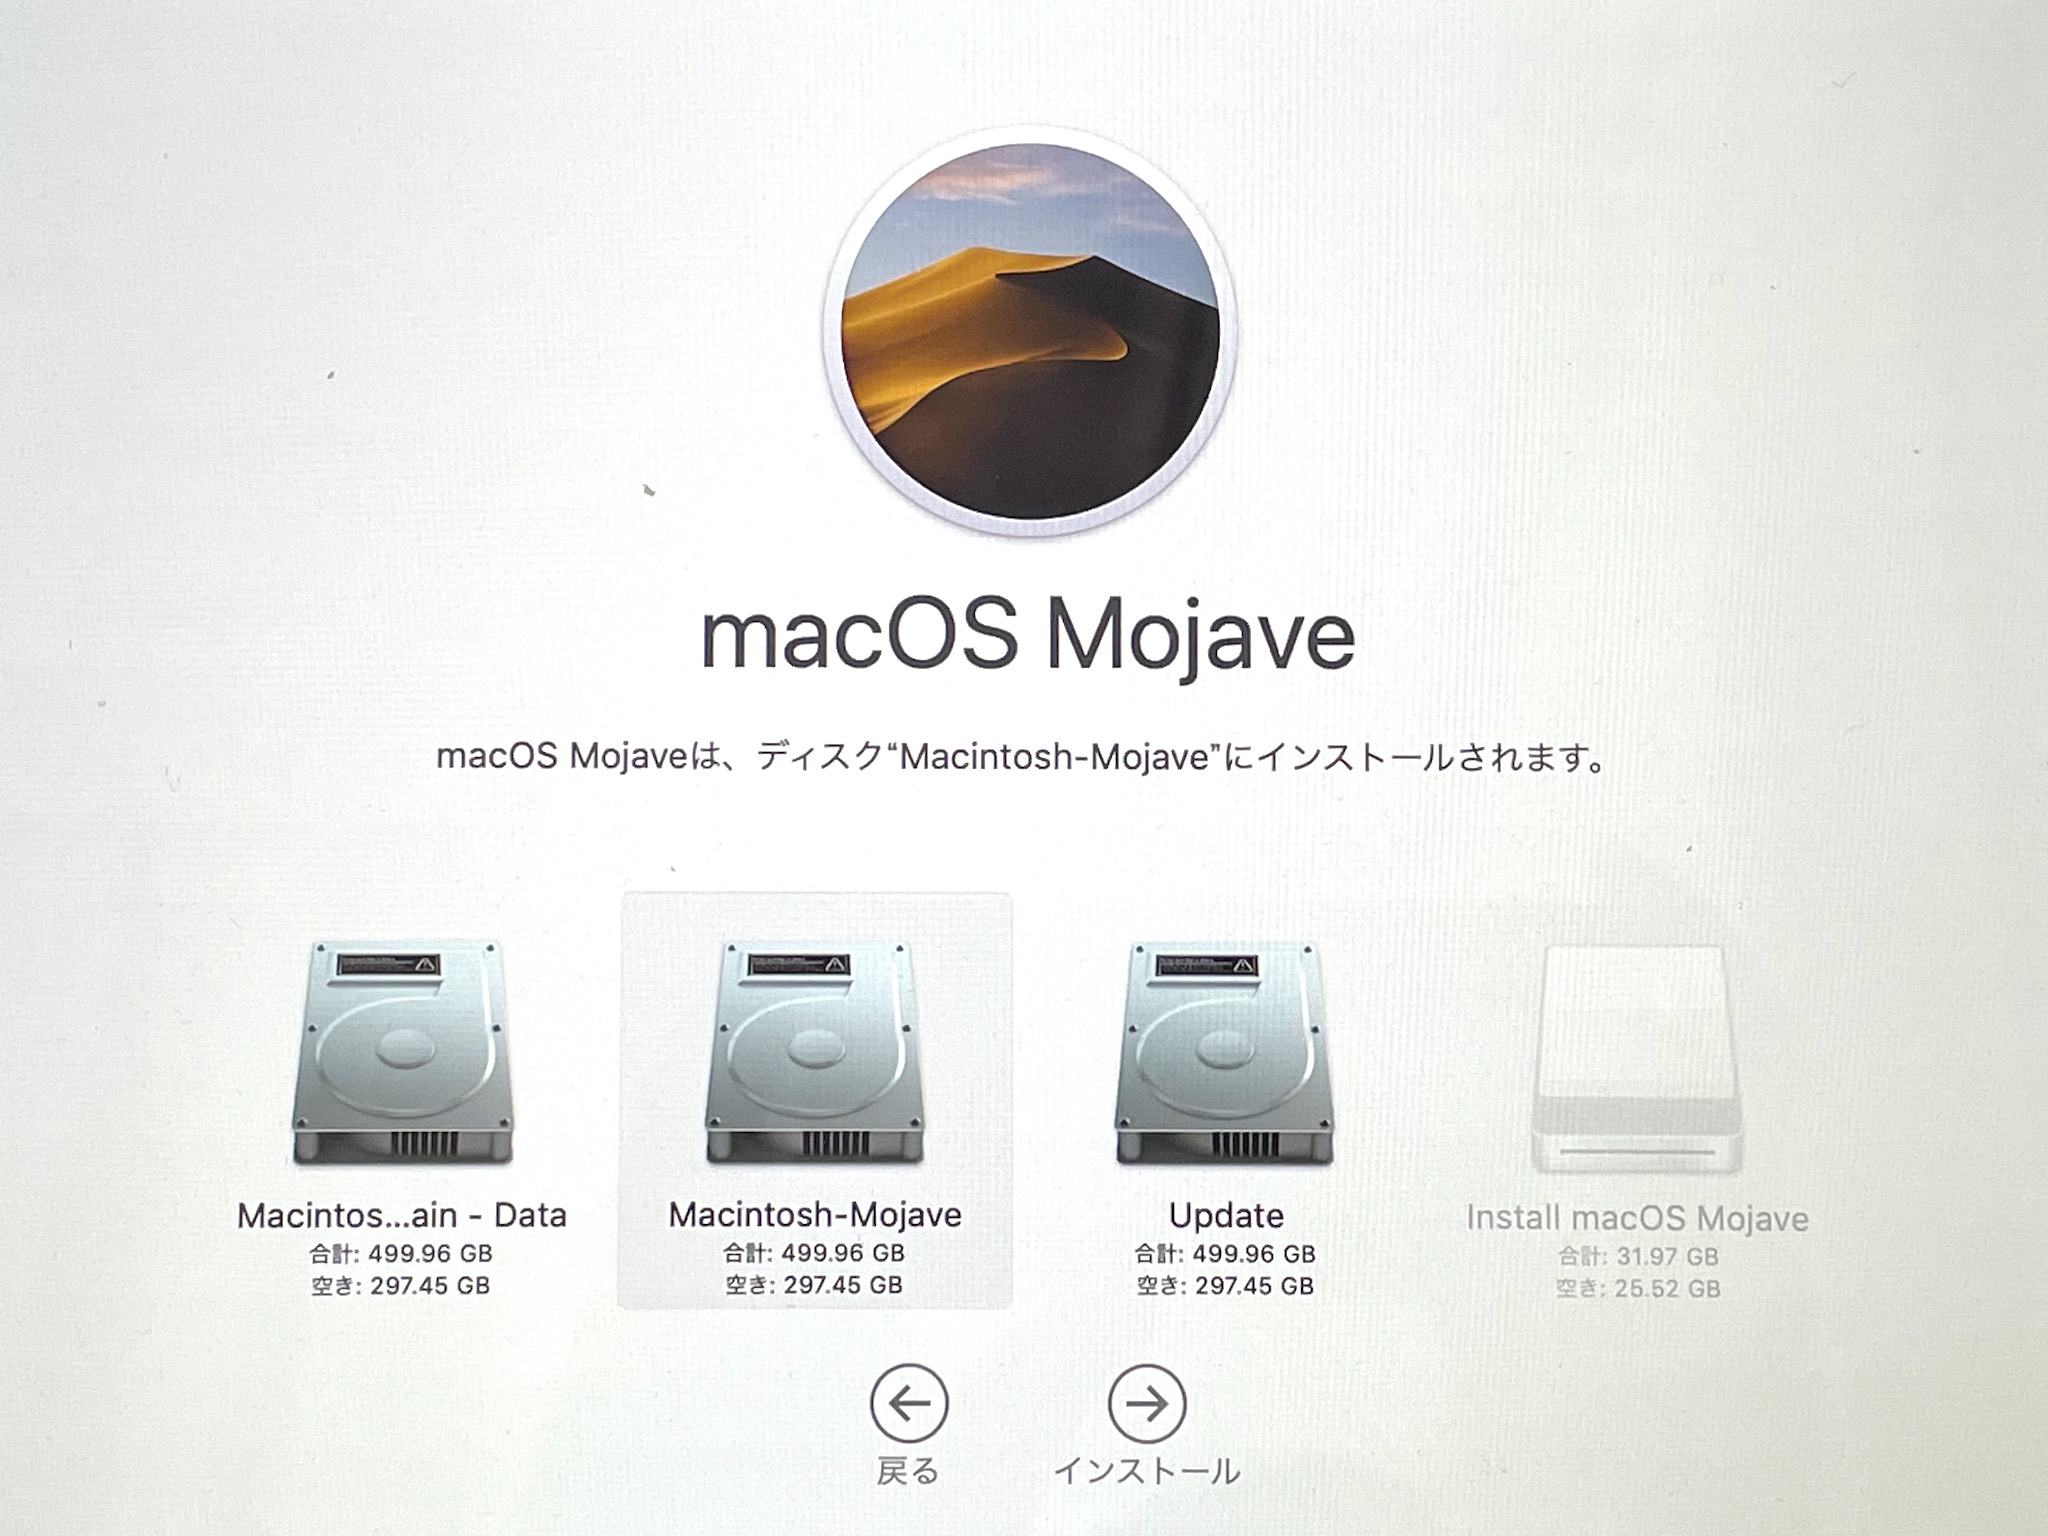 macOS Mojave
macOS Mojaveは、ディスク“Macintosh-Mojave”にインストールされます。
Macintos...ain - Data
合計: 499.96 GB
空き: 297.45 GB
Macintosh-Mojave
合計: 499.96 GB
空き: 297.45 GB
Update
合計: 499.96 GB
空き: 297.45 GB
Install macOS Mojave
合計: 31.97 GB
空き: 25.52 GB
戻る
インストール